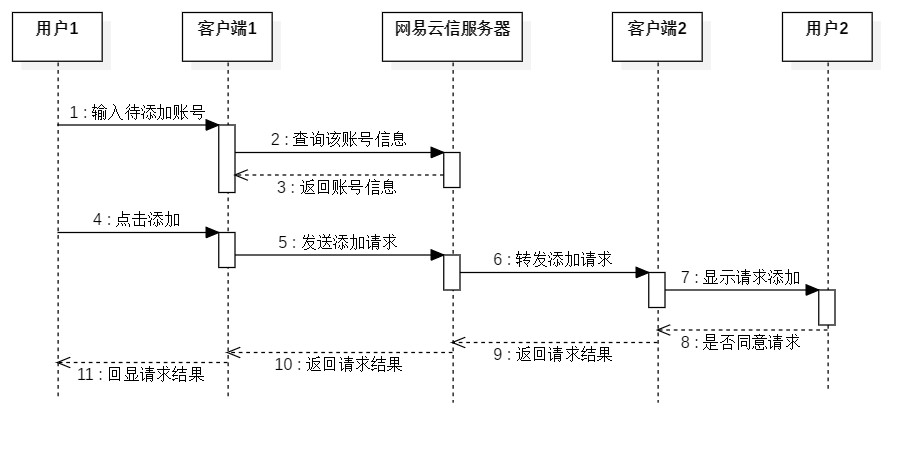 用户1
客户端1
网易云信服务器
客户端2
用户2
1 : 输入待添加账号
2 : 查询该账号信息
3 : 返回账号信息
4 : 点击添加
5 : 发送添加请求
6 : 转发添加请求
7 : 显示请求添加
8 : 是否同意请求
9 : 返回请求结果
10 : 返回请求结果
11 : 回显请求结果